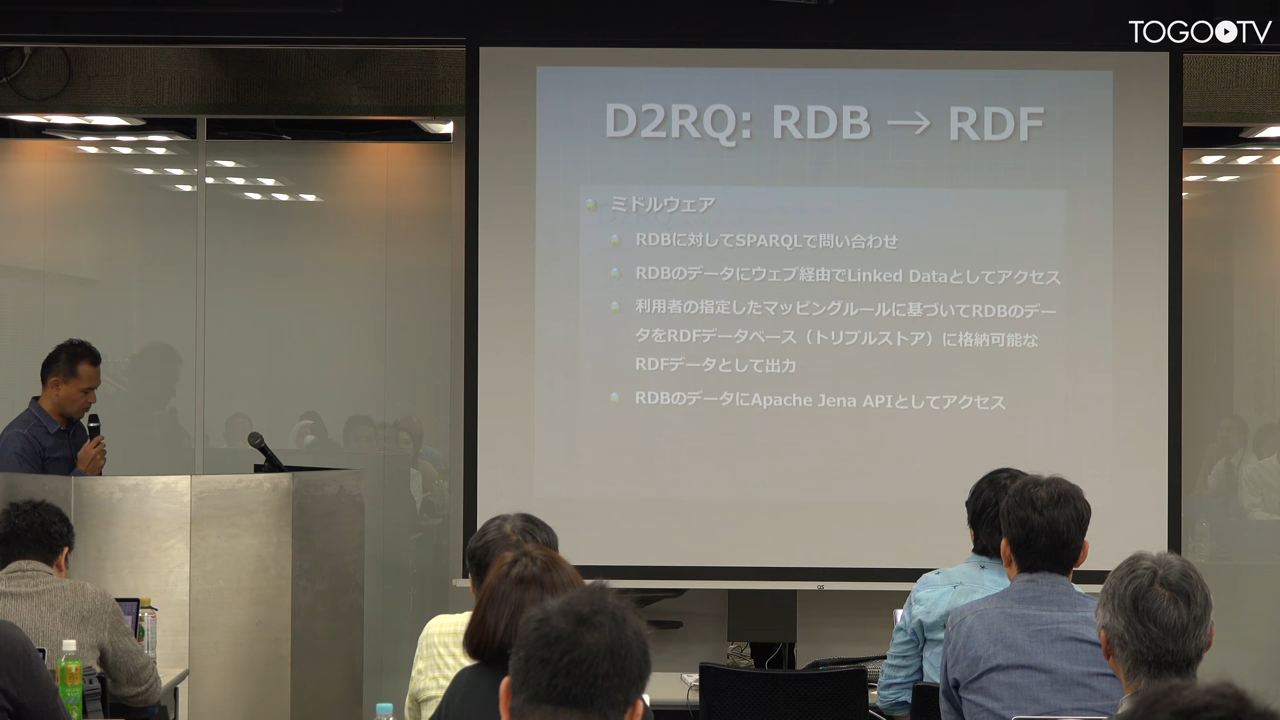 TOGOTV
D2RQ: RDB → RDF
ミドルウェア
RDBに対してSPARQLで問い合わせ
RDBのデータにウェブ経由でLinked Dataとしてアクセス
利用者の指定したマッピングルールに基づいてRDBのデー
タをRDFデータベース（トリプルストア）に格納可能な
RDFデータとして出力
RDBのデータにApache Jena APIとしてアクセス